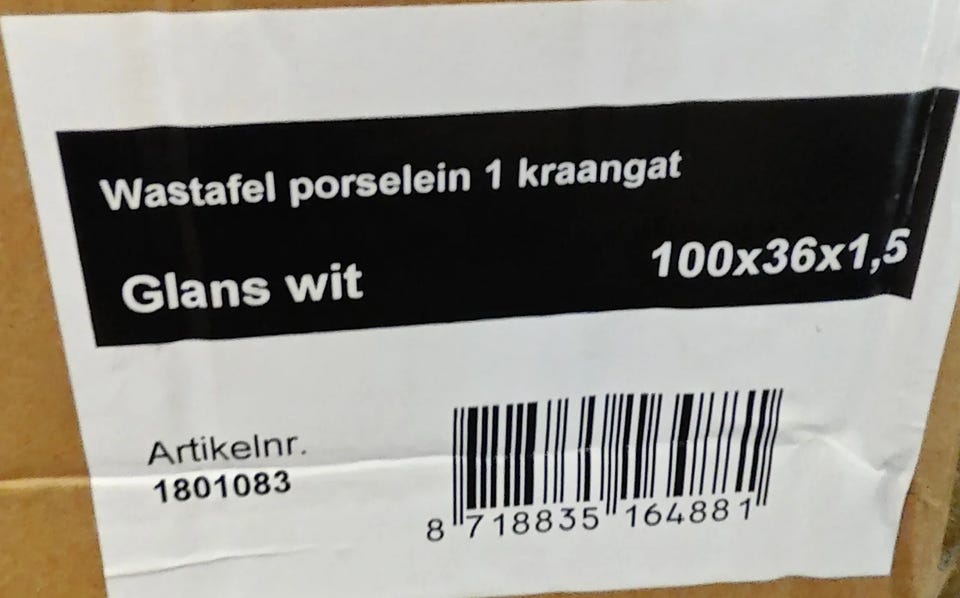 Wastafel porselein 1 kraangat
Glans wit 100x36x1,5
Artikelnr.
1801083
8 718835 164881